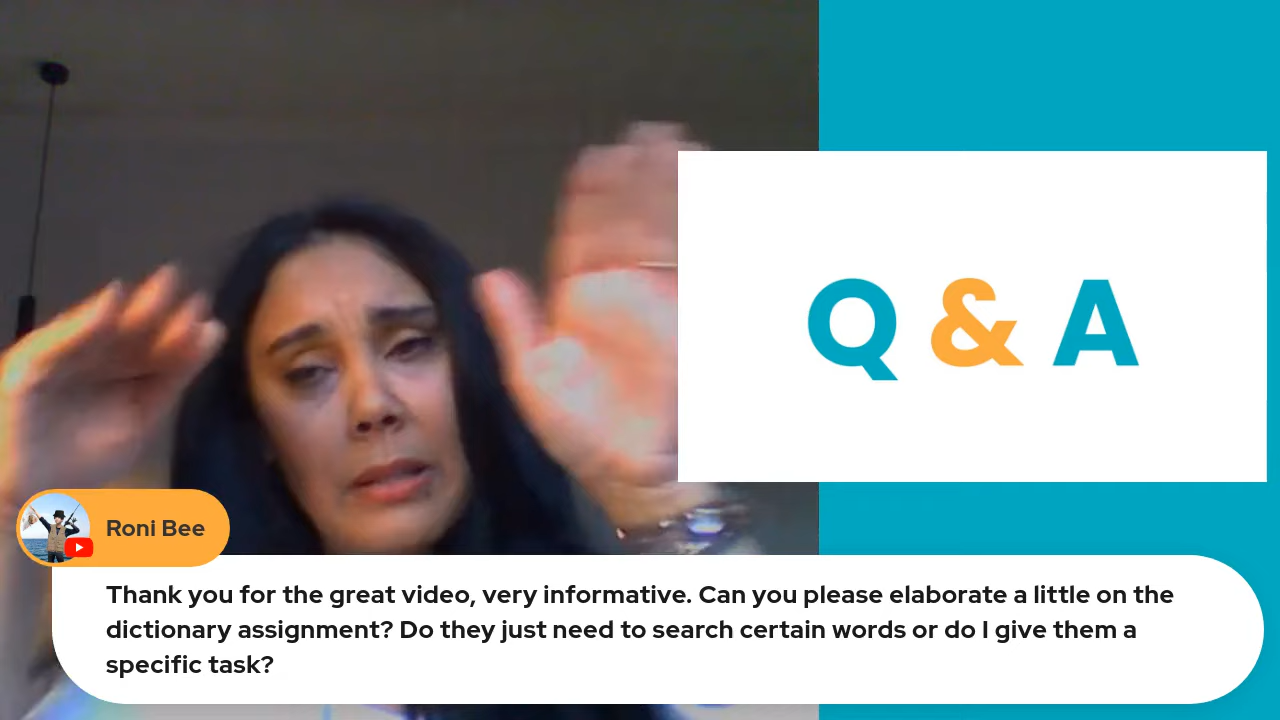 Q & A
Roni Bee
Thank you for the great video, very informative. Can you please elaborate a little on the
dictionary assignment? Do they just need to search certain words or do I give them a
specific task?